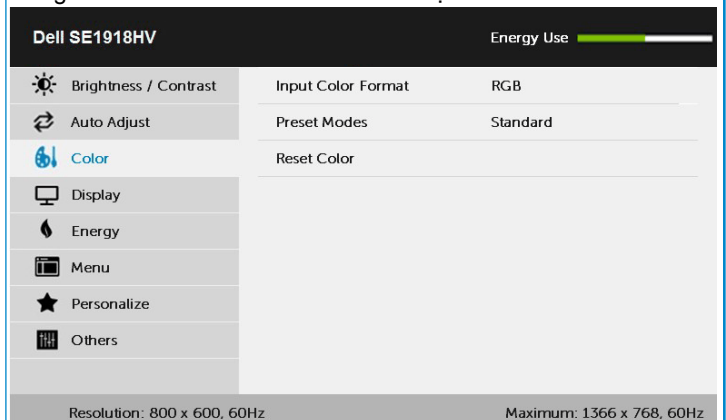 Dell SE1918HV Energy Use
Brightness / Contrast Input Color Format RGB
Auto Adjust Preset Modes Standard
Color Reset Color
Display
Energy
Menu
Personalize
Others
Resolution: 800 x 600, 60Hz Maximum: 1366 x 768, 60Hz